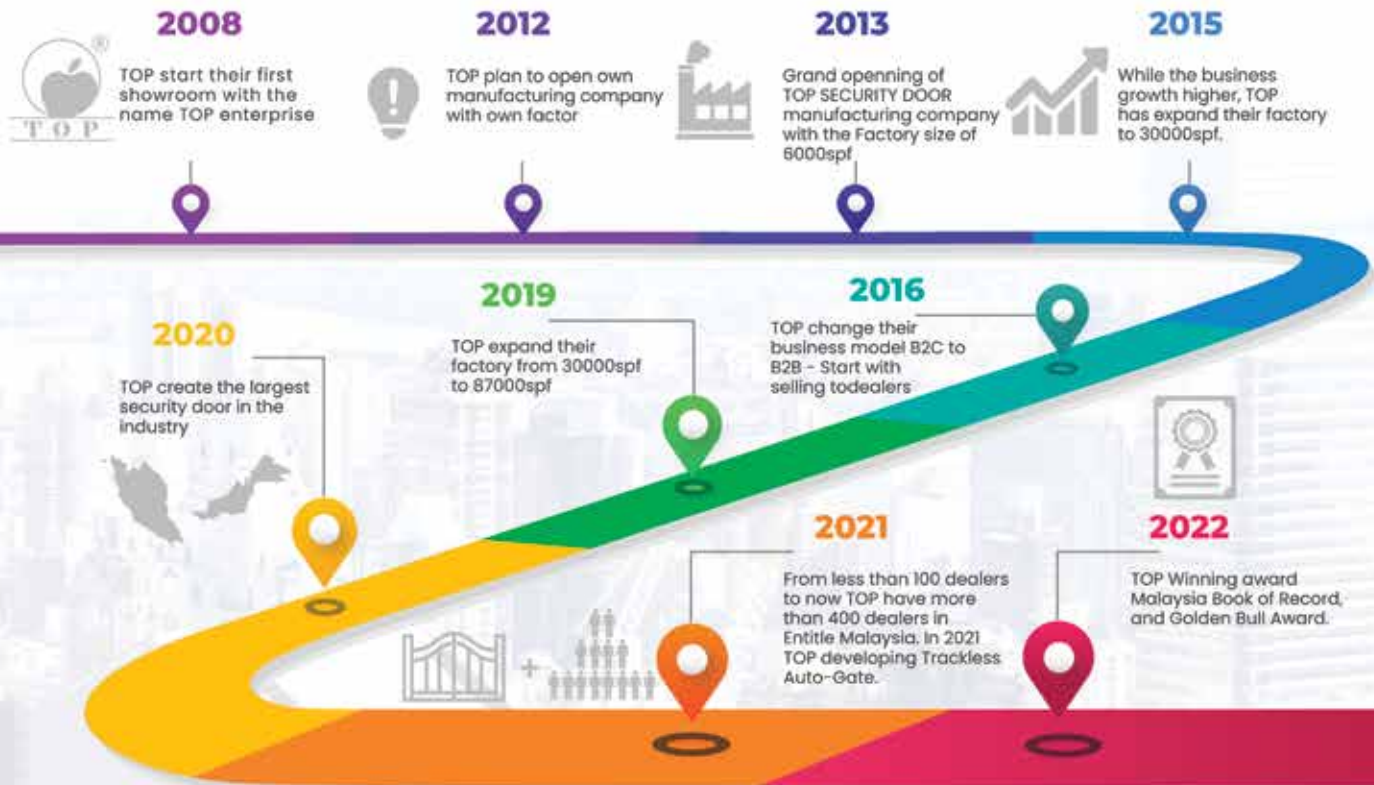 2008
TOP start their first
showroom with the
name TOP enterprise
®
TOP
2012
TOP plan to open own
manufacturing company
with own factor
2013
Grand openning of
TOP SECURITY DOOR
manufacturing company
with the Factory size of
6000spf
2015
While the business
growth higher, TOP
has expand their factory
to 30000spf.
2016
TOP change their
business model B2C to
B2B - Start with
selling todealers
2019
TOP expand their
factory from 30000spf
to 87000spf
2020
TOP create the largest
security door in the
industry
2021
From less than 100 dealers
to now TOP have more
than 400 dealers in
Entitle Malaysia. In 2021
TOP developing Trackless
Auto-Gate.
+
2022
TOP Winning award
Malaysia Book of Record,
and Golden Bull Award.